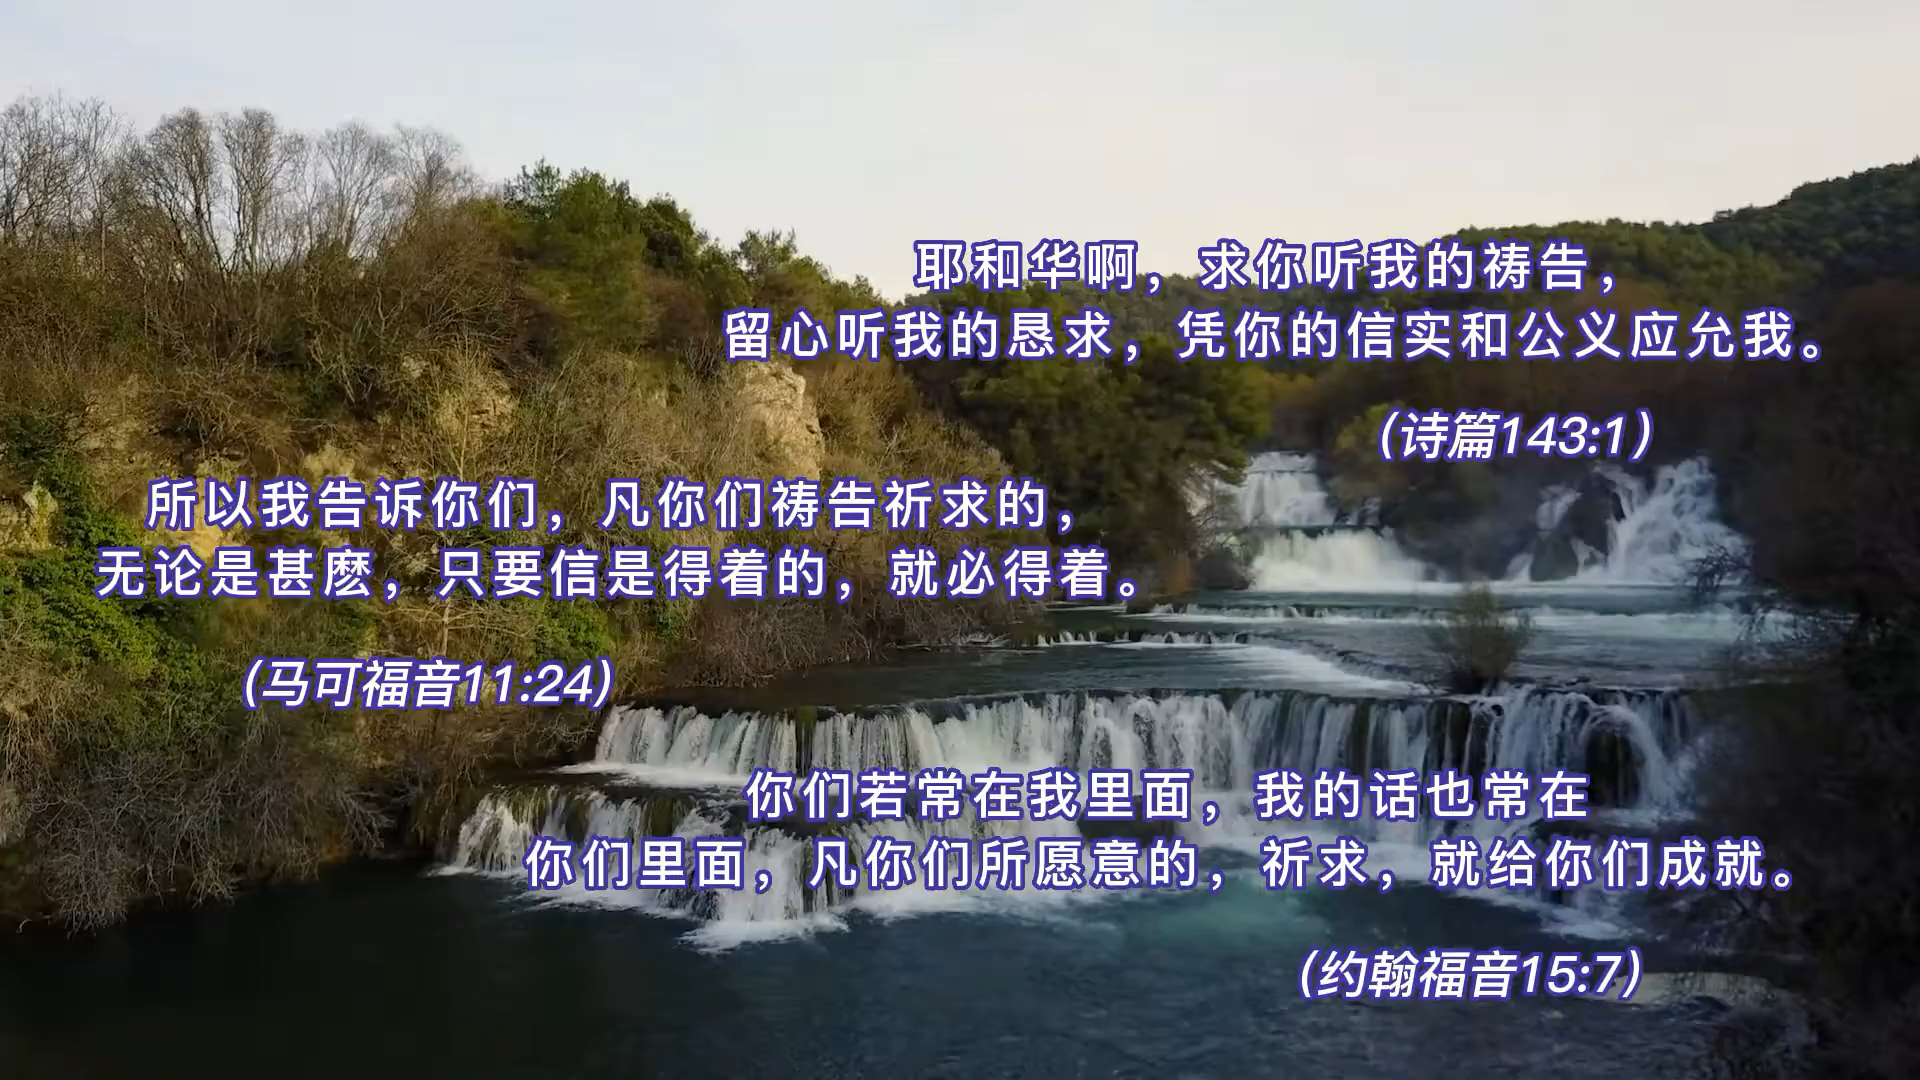 耶和华啊，求你听我的祷告，
留心听我的恳求，凭你的信实和公义应允我。
（诗篇143:1）
所以我告诉你们，凡你们祷告祈求的，
无论是甚麽，只要信是得着的，就必得着。
（马可福音11:24）
你们若常在我里面，我的话也常在
你们里面，凡你们所愿意的，祈求，就给你们成就。
（约翰福音15:7）